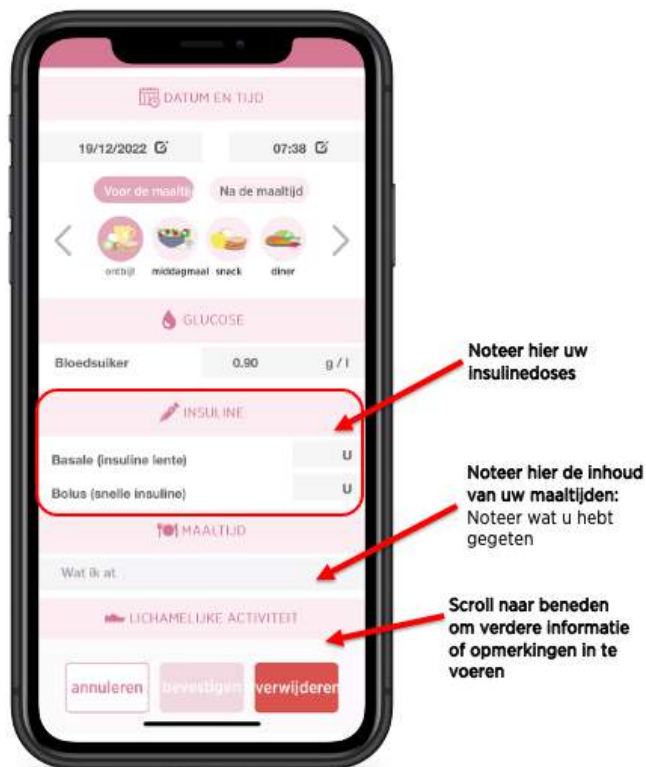 DATUM EN TIJD
19/12/2022 07:38
Voor de maaltij Na de maaltijd
ontbijt middagmaal snack diner
GLUCOSE
Bloedsuiker 0.90 g / l
Noteer hier uw
insulinedoses
INSULINE
Basale (insuline lente) U
Bolus (snelle insuline) U
Noteer hier de inhoud
van uw maaltijden:
Noteer wat u hebt
gegeten
MAALTIJD
Wat ik at
LICHAMELIJKE ACTIVITEIT
Scroll naar beneden
om verdere informatie
of opmerkingen in te
voeren
annuleren bevestigen verwijderen